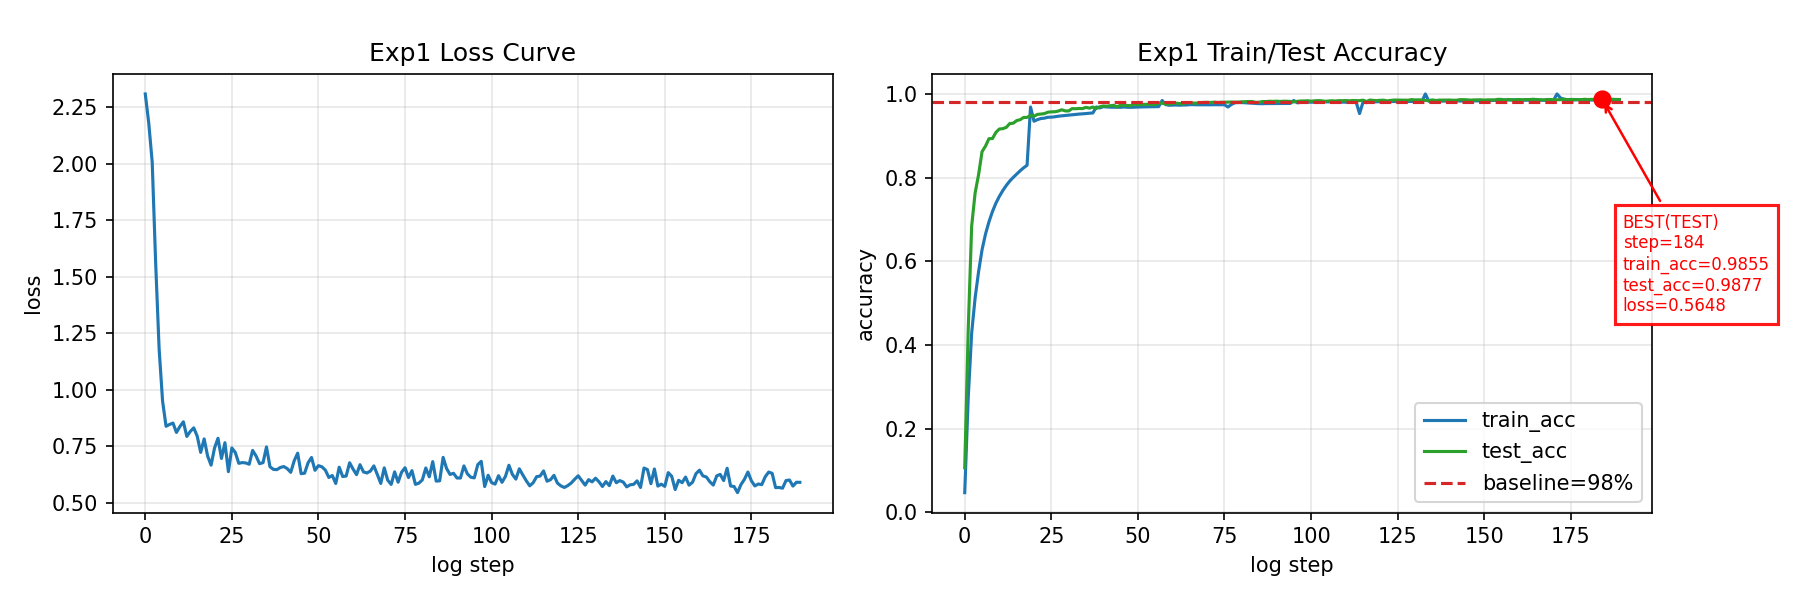 Exp1 Loss Curve
2.25
2.00
1.75
1.50
1.25
1.00
0.75
0.50
loss
0 25 50 75 100 125 150 175
log step
Exp1 Train/Test Accuracy
1.0
0.8
0.6
0.4
0.2
0.0
accuracy
0 25 50 75 100 125 150 175
log step
BEST(TEST)
step=184
train_acc=0.9855
test_acc=0.9877
loss=0.5648
train_acc
test_acc
baseline=98%